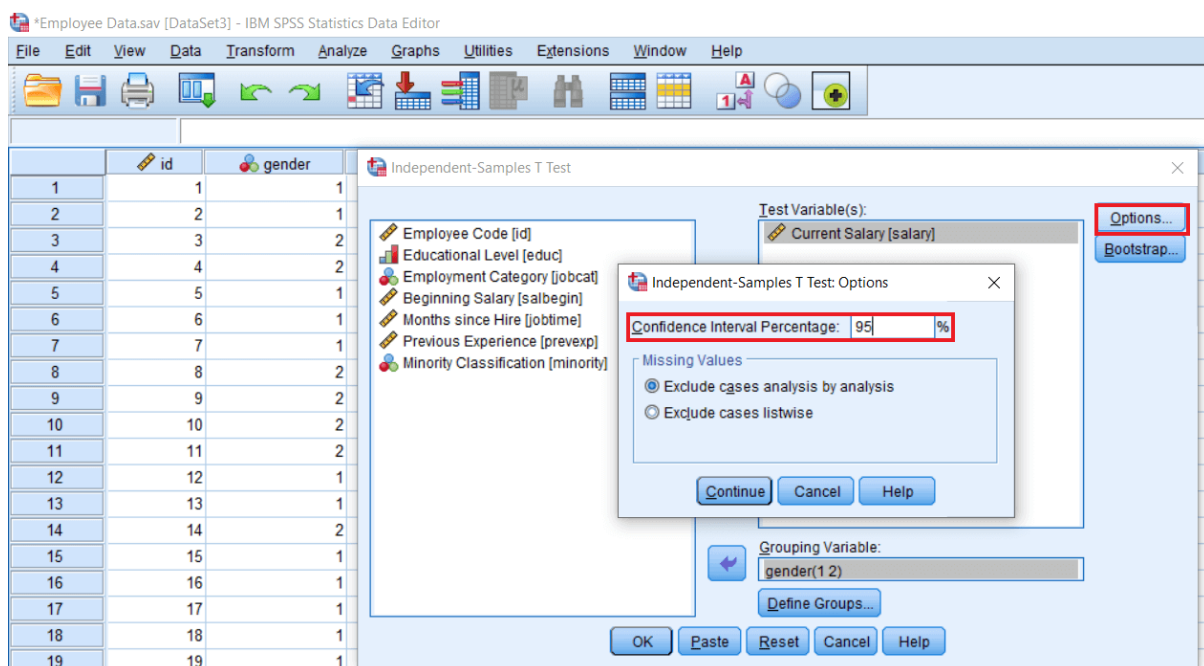 *Employee Data.sav [DataSet3] - IBM SPSS Statistics Data Editor
File Edit View Data Transform Analyze Graphs Utilities Extensions Window Help
A
1
id gender
1 1 1
2 2 1
3 3 2
4 4 2
5 5 1
6 6 1
7 7 1
8 8 2
9 9 2
10 10 2
11 11 2
12 12 1
13 13 1
14 14 2
15 15 1
16 16 1
17 17 1
18 18 1
19 19 1
Independent-Samples T Test
Employee Code [id]
Educational Level [educ]
Employment Category [jobcat]
Beginning Salary [salbegin]
Months since Hire [jobtime]
Previous Experience [prevexp]
Minority Classification [minority]
Test Variable(s):
Current Salary [salary]
Options...
Bootstrap...
Independent-Samples T Test: Options
Confidence Interval Percentage: 95 %
Missing Values
Exclude cases analysis by analysis
Exclude cases listwise
Continue Cancel Help
Grouping Variable:
gender(1 2)
Define Groups...
OK Paste Reset Cancel Help